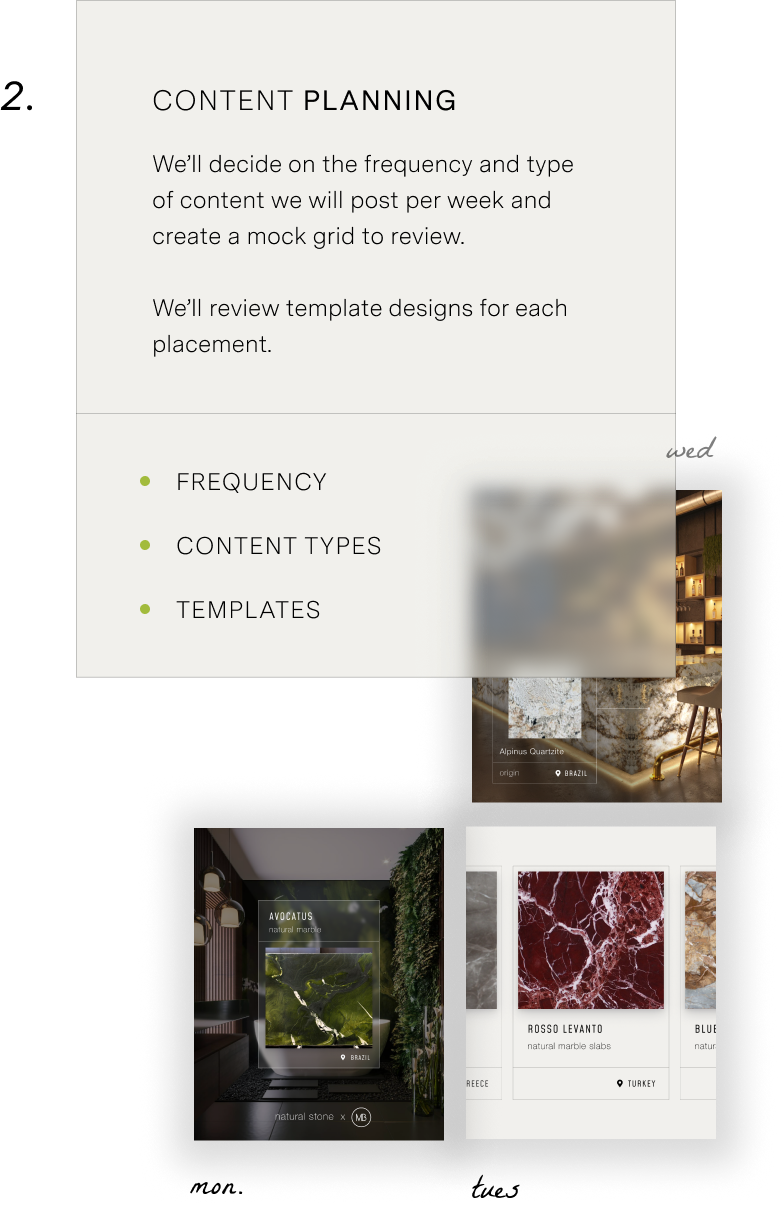 2.
CONTENT PLANNING
We’ll decide on the frequency and type
of content we will post per week and
create a mock grid to review.
We’ll review template designs for each
placement.
FREQUENCY
CONTENT TYPES
TEMPLATES
wed
Alpinus Quartzite
origin BRAZIL
AVOCATUS
natural marble
BRAZIL
natural stone x MB
REECE
ROSSO LEVANTO
natural marble slabs
TURKEY
BLUE
natur
mon.
tues